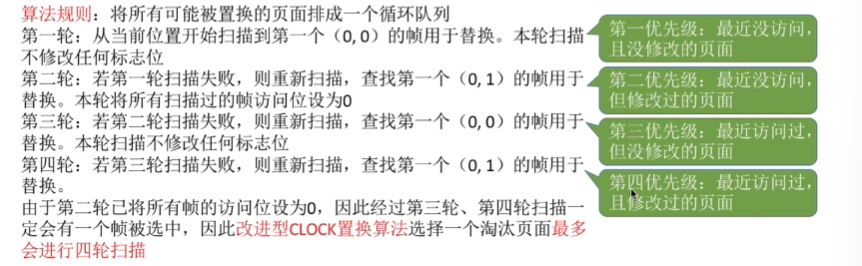 算法规则：将所有可能被置换的页面排成一个循环队列
第一轮：从当前位置开始扫描到第一个（0, 0）的帧用于替换。本轮扫描
不修改任何标志位
第二轮：若第一轮扫描失败，则重新扫描，查找第一个（0, 1）的帧用于
替换。本轮将所有扫描过的帧访问位设为0
第三轮：若第二轮扫描失败，则重新扫描，查找第一个（0, 0）的帧用于
替换。本轮扫描不修改任何标志位
第四轮：若第三轮扫描失败，则重新扫描，查找第一个（0, 1）的帧用于
替换。
由于第二轮已将所有帧的访问位设为0，因此经过第三轮、第四轮扫描一
定会有一个帧被选中，因此改进型CLOCK置换算法选择一个淘汰页面最多
会进行四轮扫描
第一优先级：最近没访问，
且没修改的页面
第二优先级：最近没访问，
但修改过的页面
第三优先级：最近访问过，
但没修改的页面
第四优先级：最近访问过，
且修改过的页面